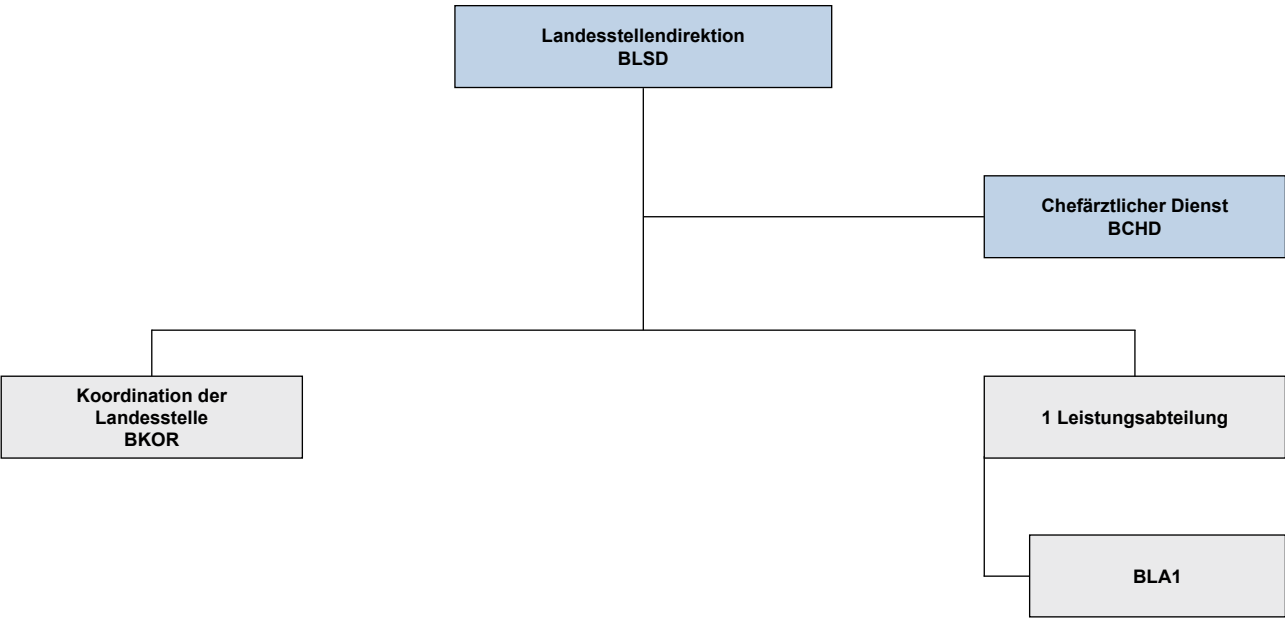 Landesstellendirektion
BLSD
Chefärztlicher Dienst
BCHD
Koordination der
Landesstelle
BKOR
1 Leistungsabteilung
BLA1